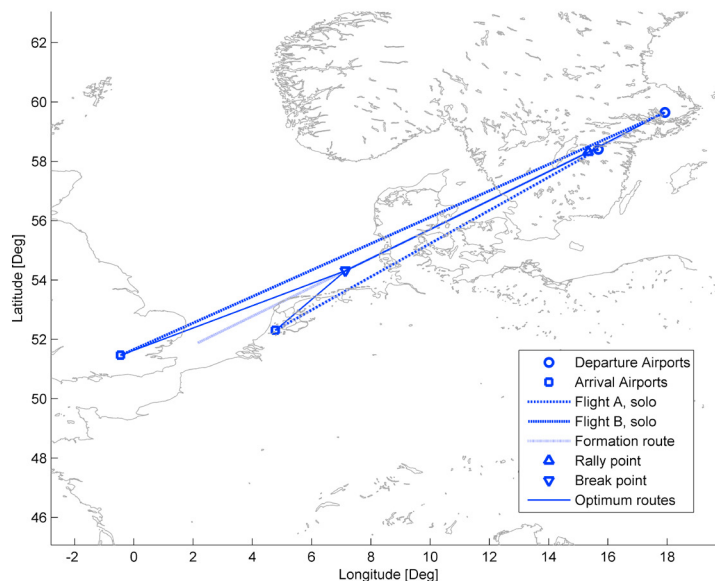 62
60
58
56
54
52
50
48
46
Latitude [Deg]
-2 0 2 4 6 8 10 12 14 16 18
Longitude [Deg]
Departure Airports
Arrival Airports
Flight A, solo
Flight B, solo
Formation route
Rally point
Break point
Optimum routes